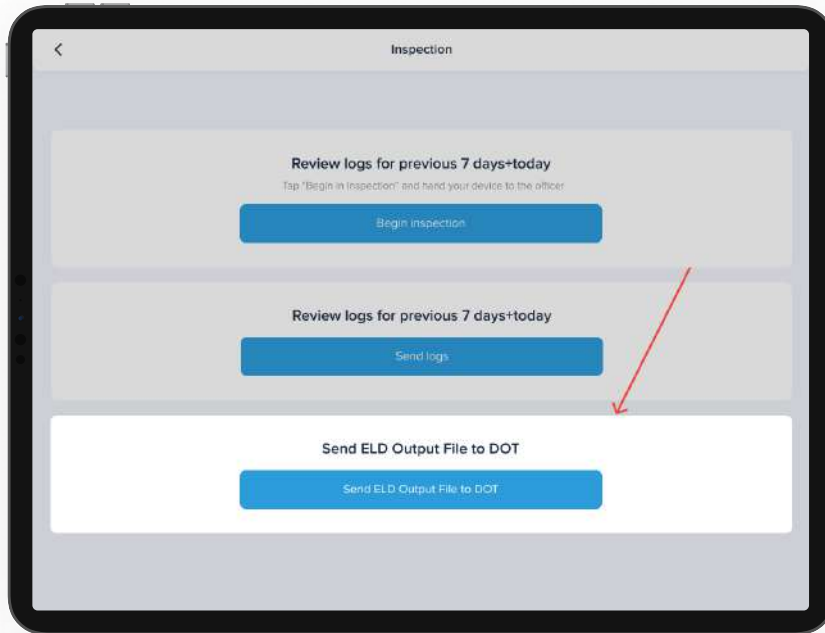 Inspection
Review logs for previous 7 days+today
Tap "Begin in Inspection" and hand your device to the officer
Begin inspection
Review logs for previous 7 days+today
Send logs
Send ELD Output File to DOT
Send ELD Output File to DOT